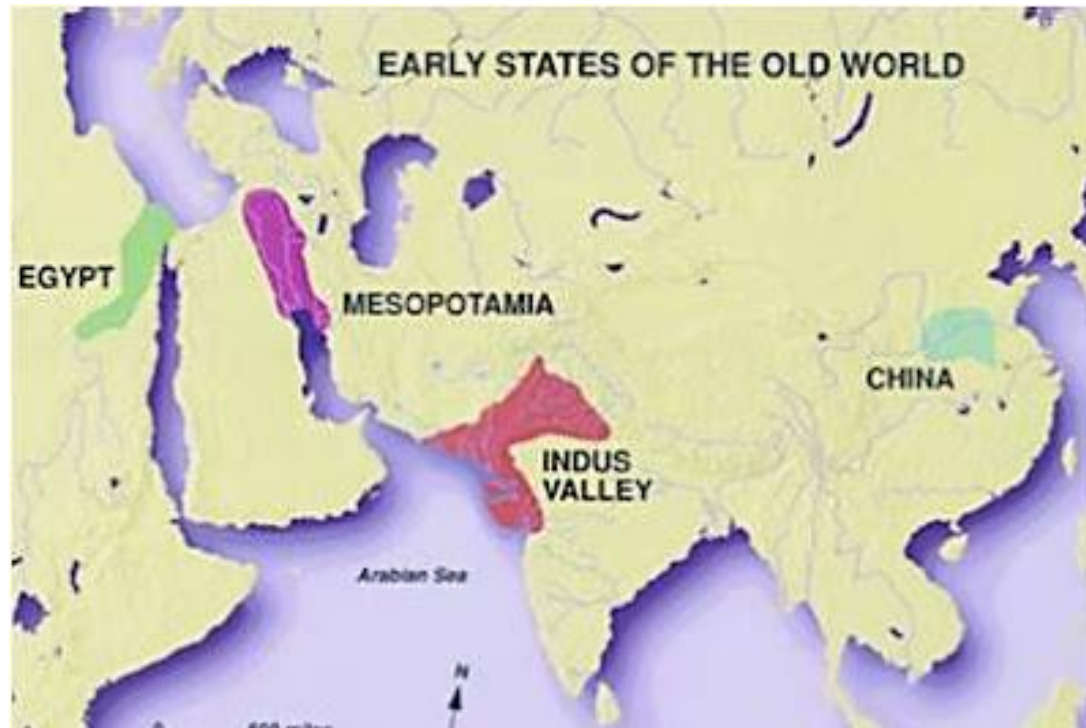 EARLY STATES OF THE OLD WORLD
EGYPT
MESOPOTAMIA
CHINA
INDUS
VALLEY
Arabian Sea
N